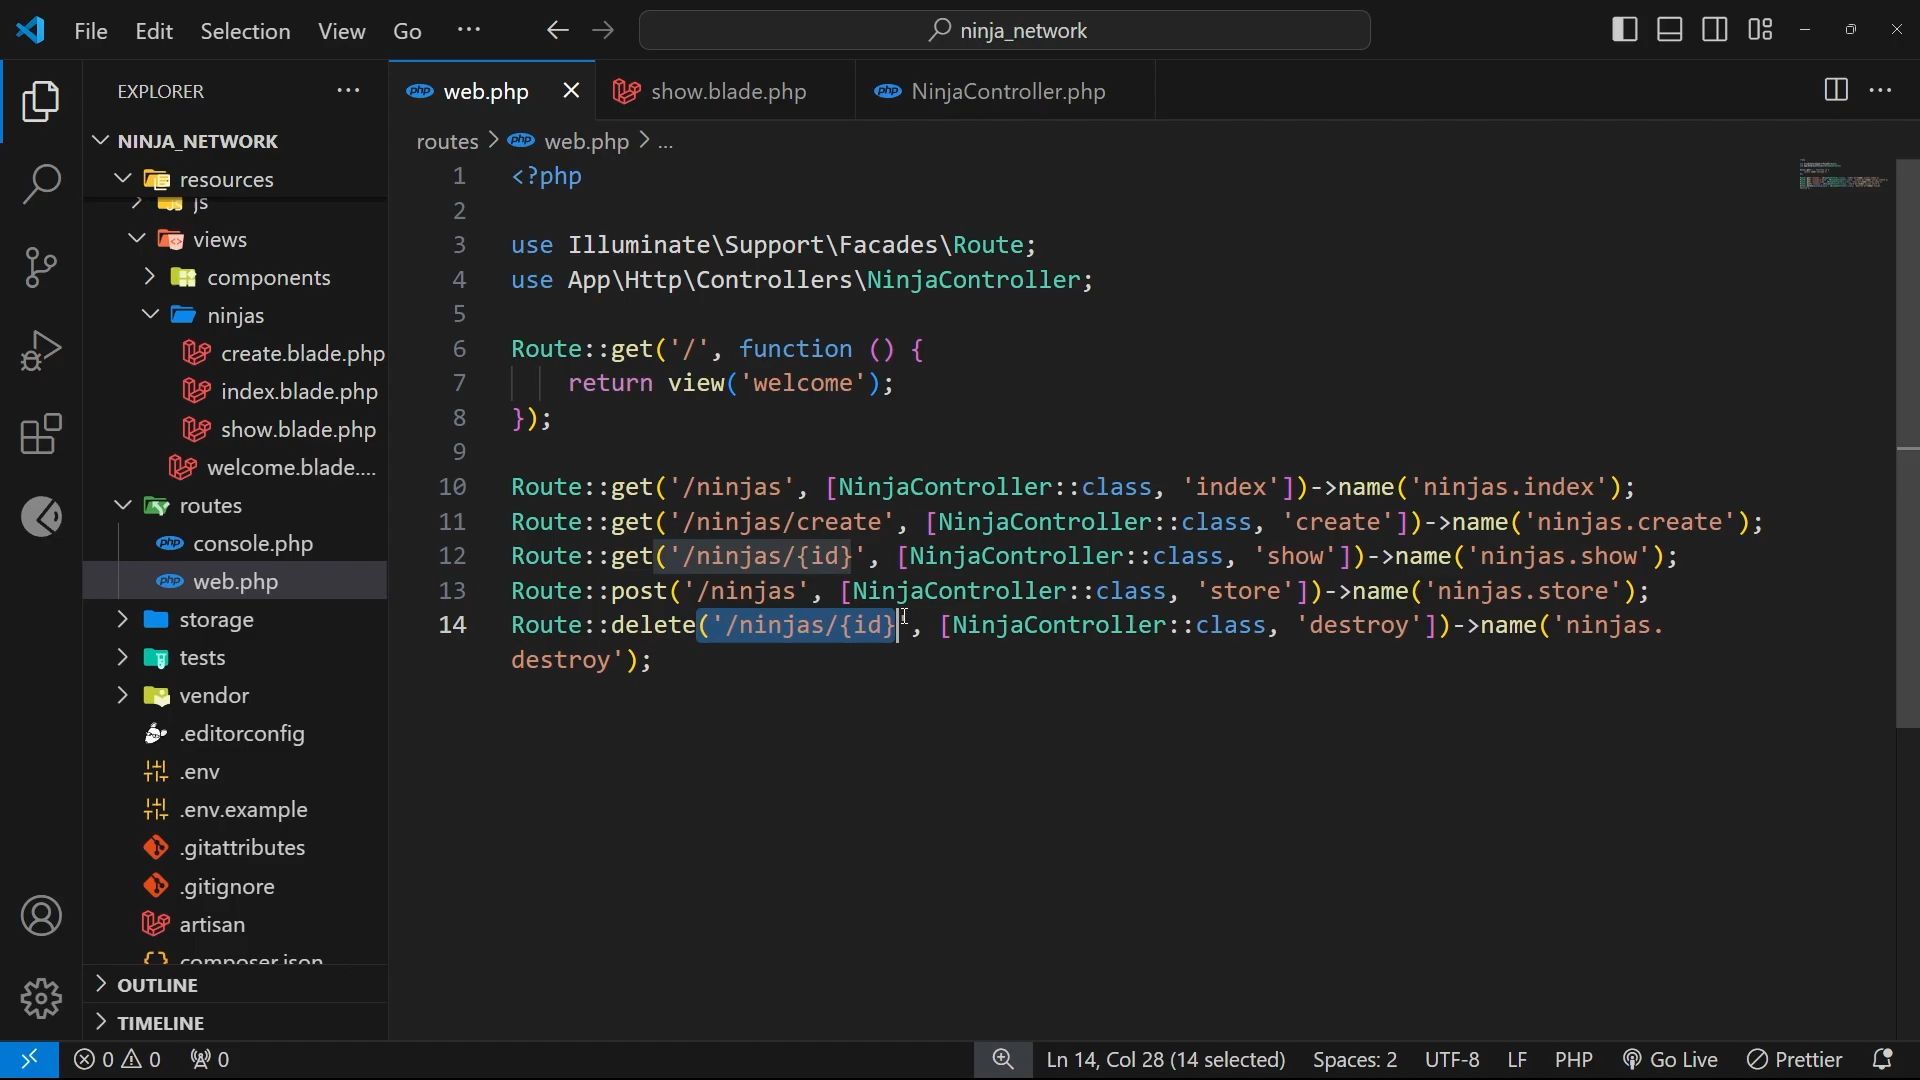 File Edit Selection View Go ··· ninja_network
EXPLORER ···
NINJA_NETWORK
resources
js
views
components
ninjas
create.blade.php
index.blade.php
show.blade.php
welcome.blade....
routes
console.php
web.php
storage
tests
vendor
.editorconfig
.env
.env.example
.gitattributes
.gitignore
artisan
composer.json
OUTLINE
TIMELINE
php web.php show.blade.php php NinjaController.php
routes > php web.php > ...
1 <?php
2
3 use Illuminate\Support\Facades\Route;
4 use App\Http\Controllers\NinjaController;
5
6 Route::get('/', function () {
7 return view('welcome');
8 });
9
10 Route::get('/ninjas', [NinjaController::class, 'index'])->name('ninjas.index');
11 Route::get('/ninjas/create', [NinjaController::class, 'create'])->name('ninjas.create');
12 Route::get('/ninjas/{id}', [NinjaController::class, 'show'])->name('ninjas.show');
13 Route::post('/ninjas', [NinjaController::class, 'store'])->name('ninjas.store');
14 Route::delete('/ninjas/{id}', [NinjaController::class, 'destroy'])->name('ninjas.
destroy');
0 0 0 Ln 14, Col 28 (14 selected) Spaces: 2 UTF-8 LF PHP Go Live Prettier